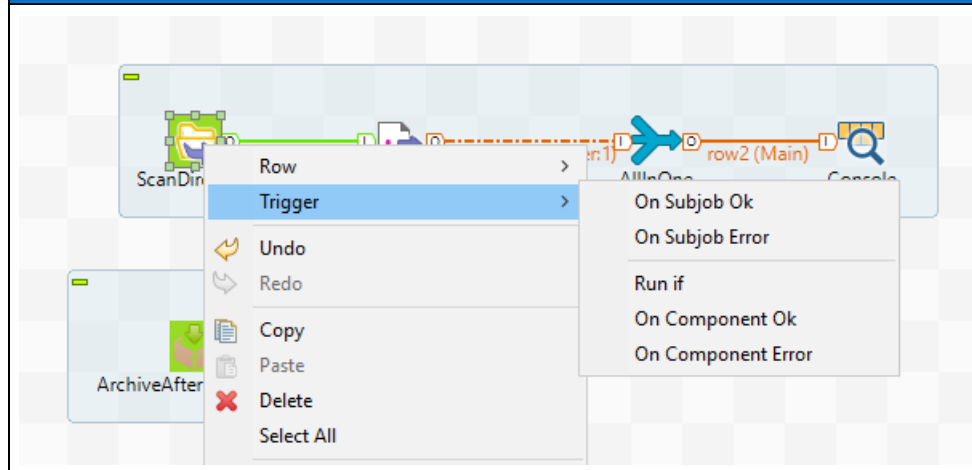 er:1)
row2 (Main)
ScanDir
AllInOne
Console
Row
Trigger
Undo
Redo
Copy
Paste
Delete
Select All
On Subjob Ok
On Subjob Error
Run if
On Component Ok
On Component Error
ArchiveAfter